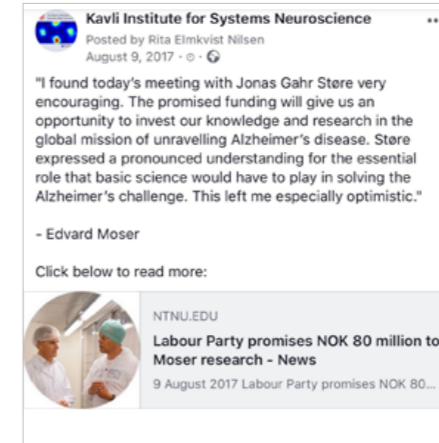 Kavli Institute for Systems Neuroscience
Posted by Rita Elmkvist Nilsen
August 9, 2017 ·
"I found today's meeting with Jonas Gahr Støre very
encouraging. The promised funding will give us an
opportunity to invest our knowledge and research in the
global mission of unravelling Alzheimer's disease. Støre
expressed a pronounced understanding for the essential
role that basic science would have to play in solving the
Alzheimer's challenge. This left me especially optimistic."
- Edvard Moser
Click below to read more:
NTNU.EDU
Labour Party promises NOK 80 million to
Moser research - News
9 August 2017 Labour Party promises NOK 80...